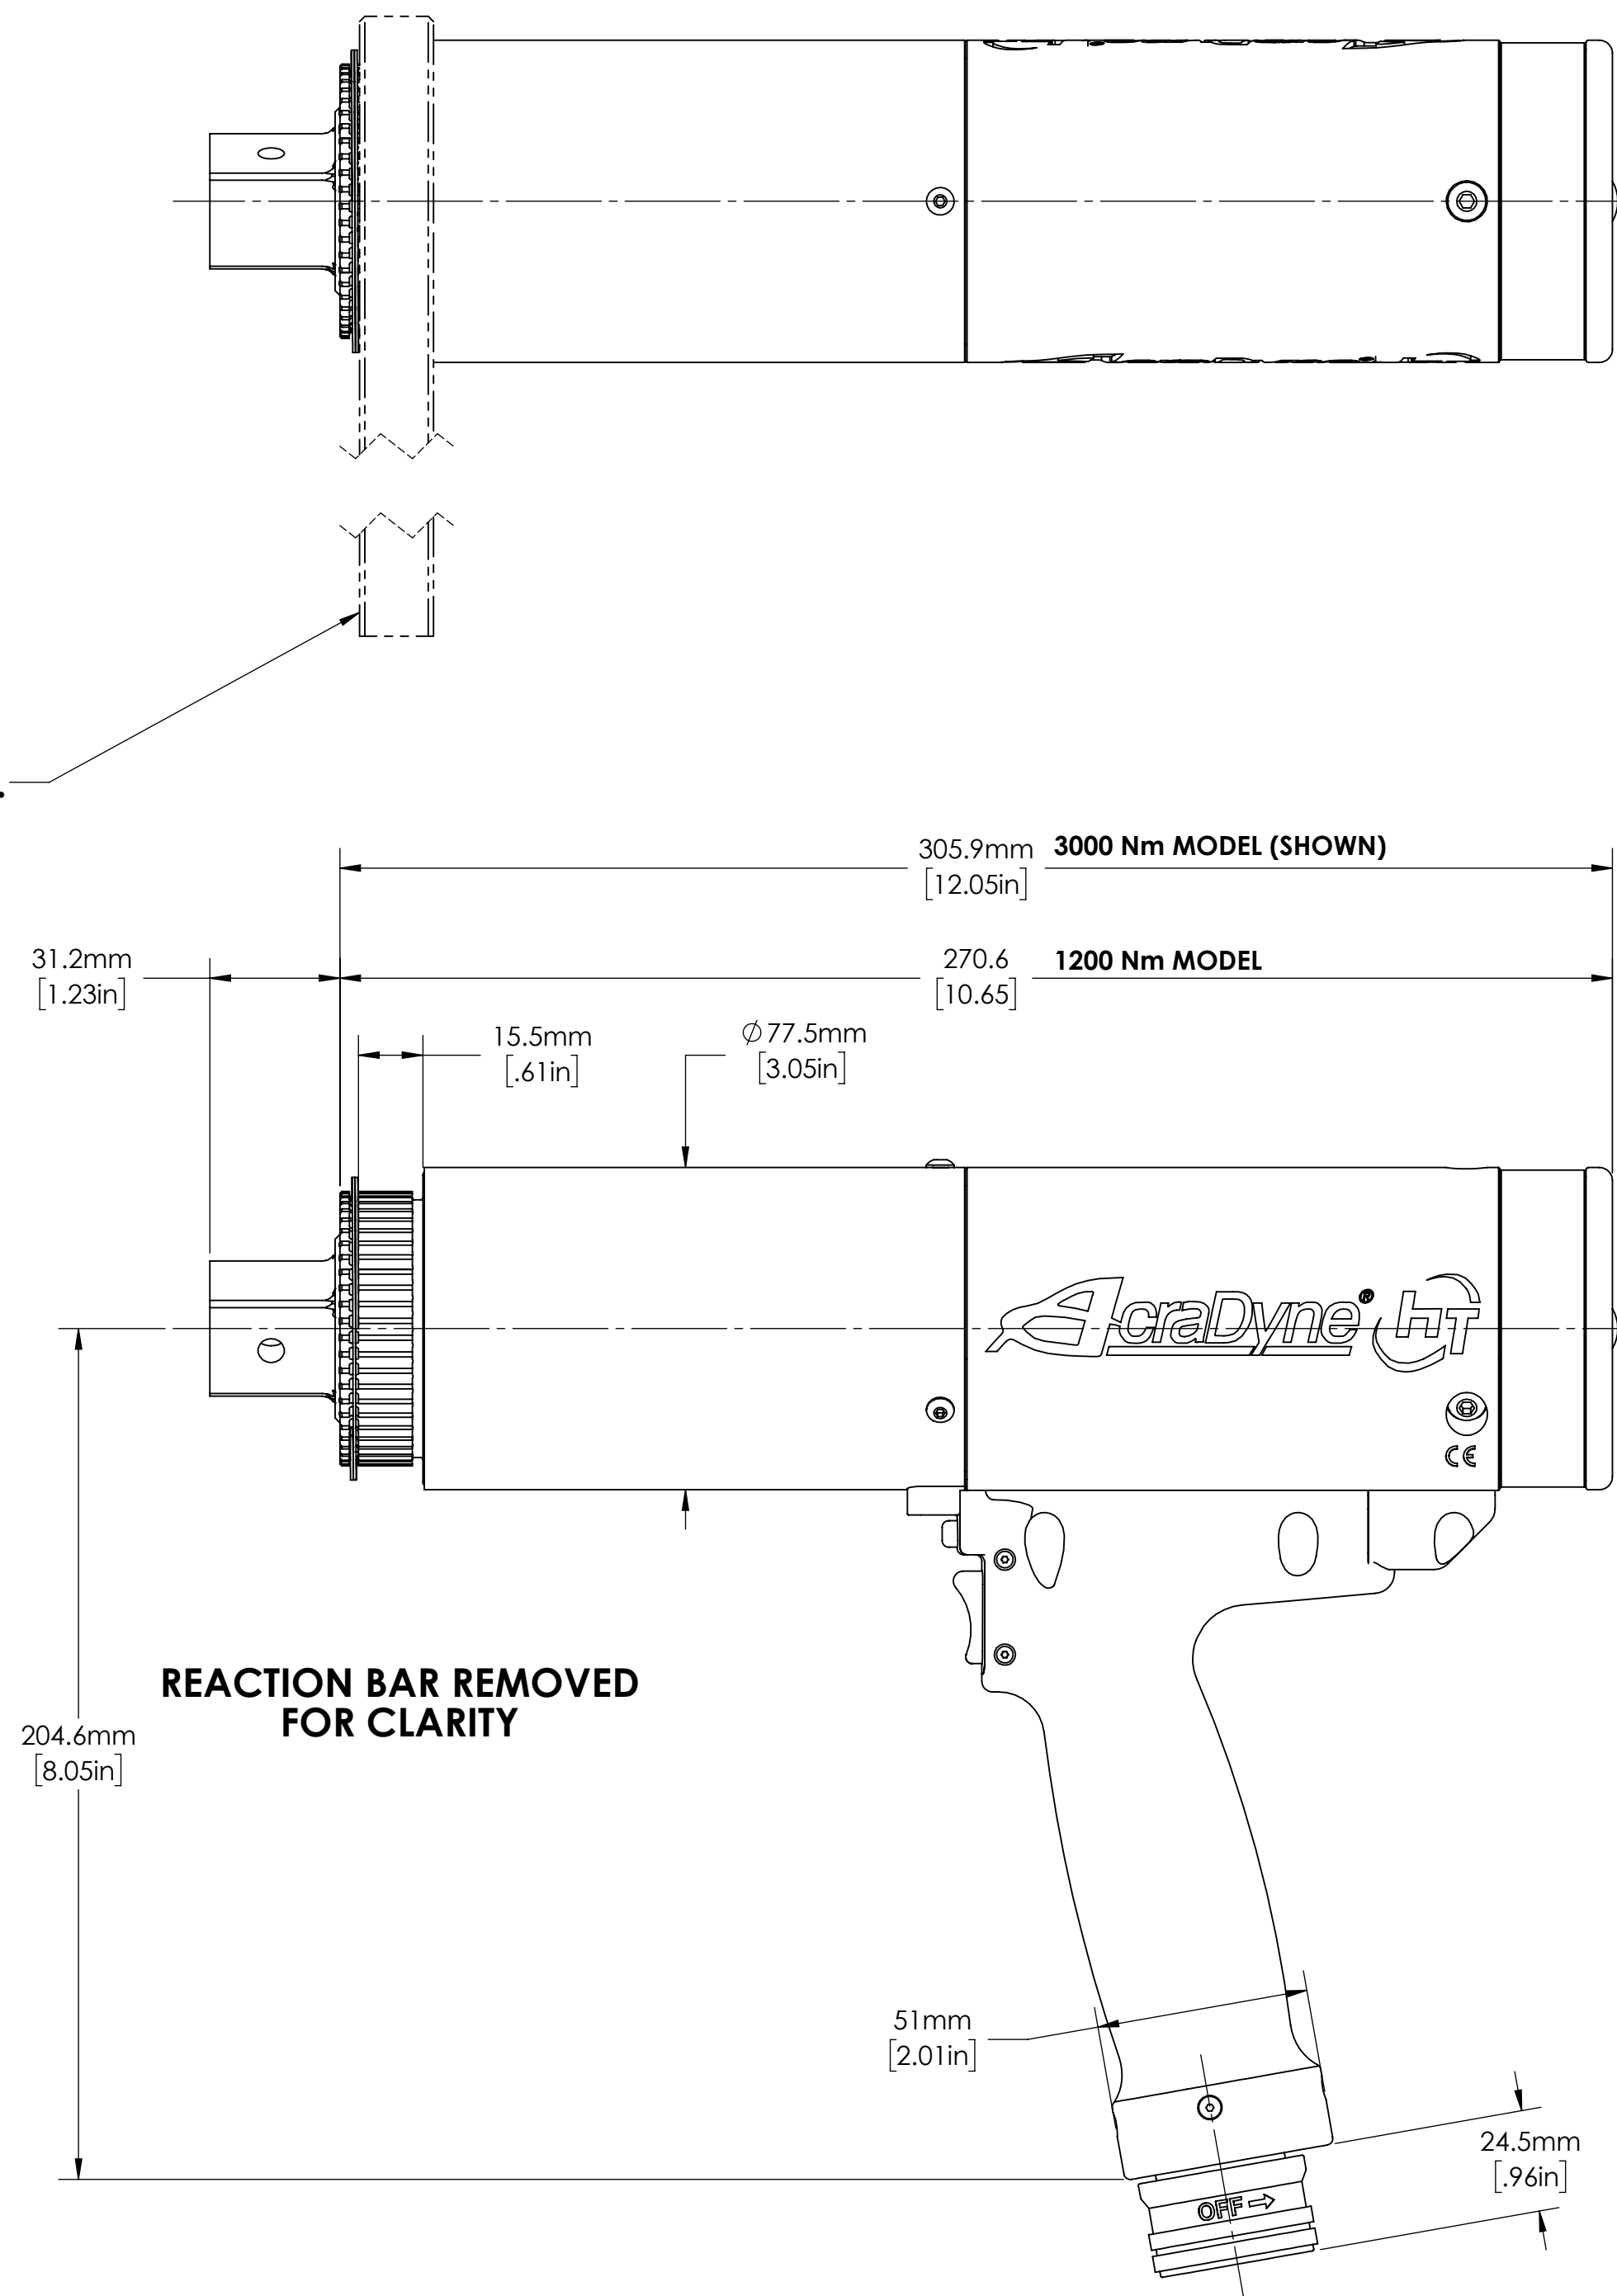 305.9mm 3000 Nm MODEL (SHOWN)
[12.05in]
31.2mm
[1.23in]
270.6 1200 Nm MODEL
[10.65]
15.5mm
[.61in]
∅77.5mm
[3.05in]
AcraDyne® HT
CE
REACTION BAR REMOVED
FOR CLARITY
204.6mm
[8.05in]
51mm
[2.01in]
24.5mm
[.96in]
OFF→